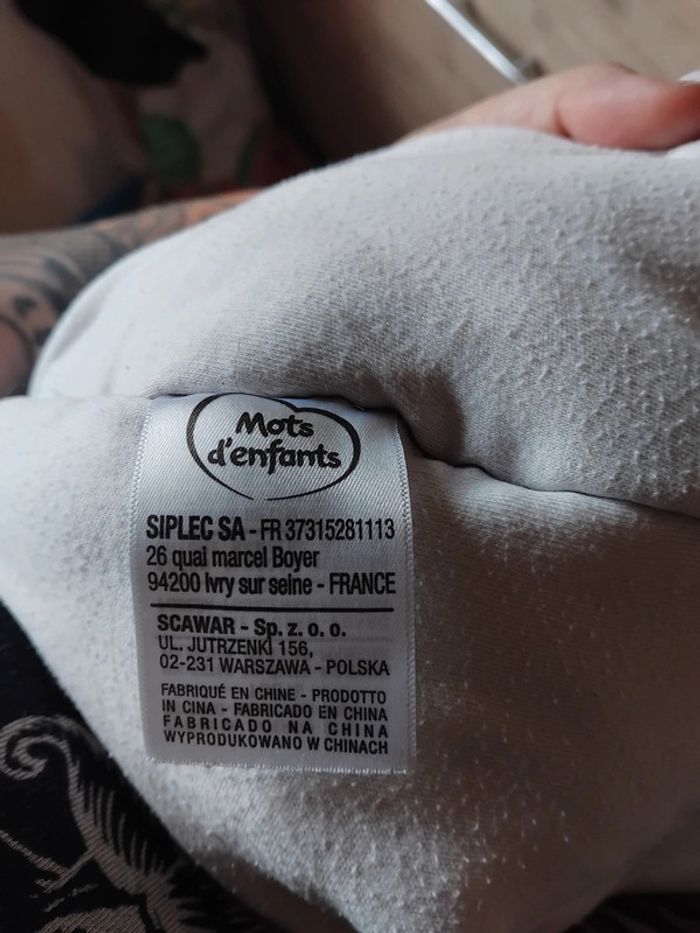 Mots
d'enfants
SIPLEC SA - FR 37315281113
26 quai marcel Boyer
94200 Ivry sur seine - FRANCE
SCAWAR - Sp. z. o. o.
UL. JUTRZENKI 156,
02-231 WARSZAWA - POLSKA
FABRIQUÉ EN CHINE - PRODOTTO
IN CINA - FABRICADO EN CHINA
FABRICADO NA CHINA
WYPRODUKOWANO W CHINACH